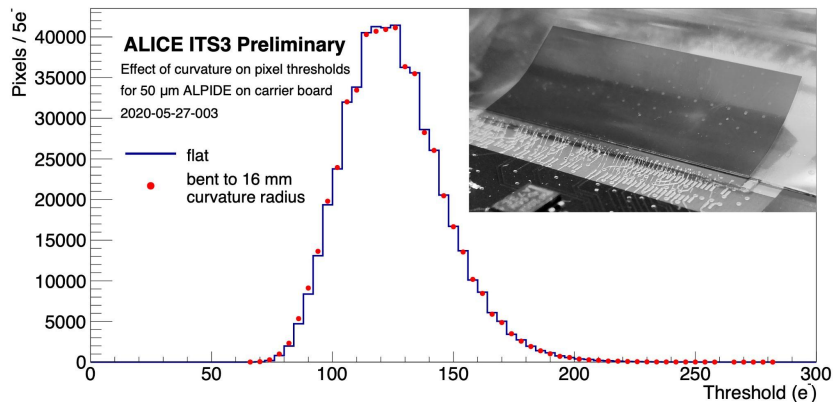 Pixels / 5e-
40000
35000
30000
25000
20000
15000
10000
5000
0
ALICE ITS3 Preliminary
Effect of curvature on pixel thresholds
for 50 μm ALPIDE on carrier board
2020-05-27-003
flat
bent to 16 mm
curvature radius
0 50 100 150 200 250 300
Threshold (e-)